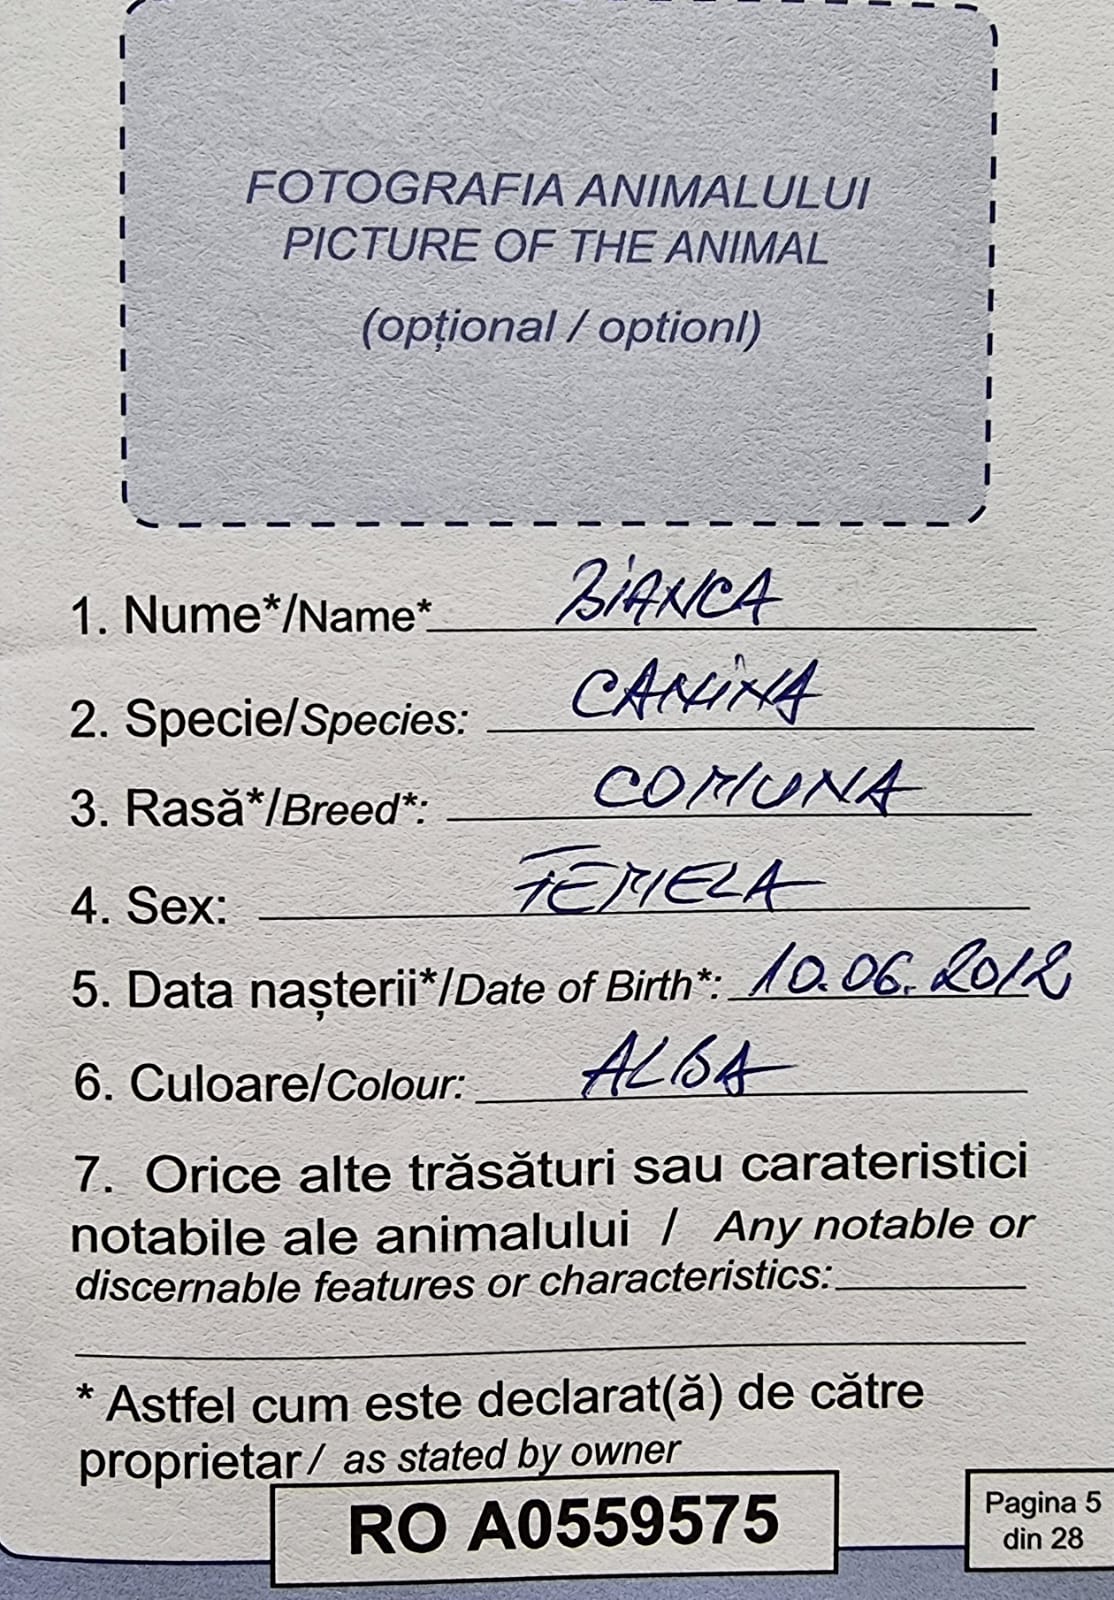 FOTOGRAFIA ANIMALULUI
PICTURE OF THE ANIMAL
(opțional / optionl)
1. Nume*/Name* BIANCA
2. Specie/Species: CANINA
3. Rasă*/Breed*: COMUNA
4. Sex: FEMELA
5. Data nașterii*/Date of Birth*: 10.06.2012
6. Culoare/Colour: ALBA
7. Orice alte trăsături sau carateristici
notabile ale animalului / Any notable or
discernable features or characteristics:
* Astfel cum este declarat(ă) de către
proprietar/ as stated by owner
RO A0559575
Pagina 5
din 28